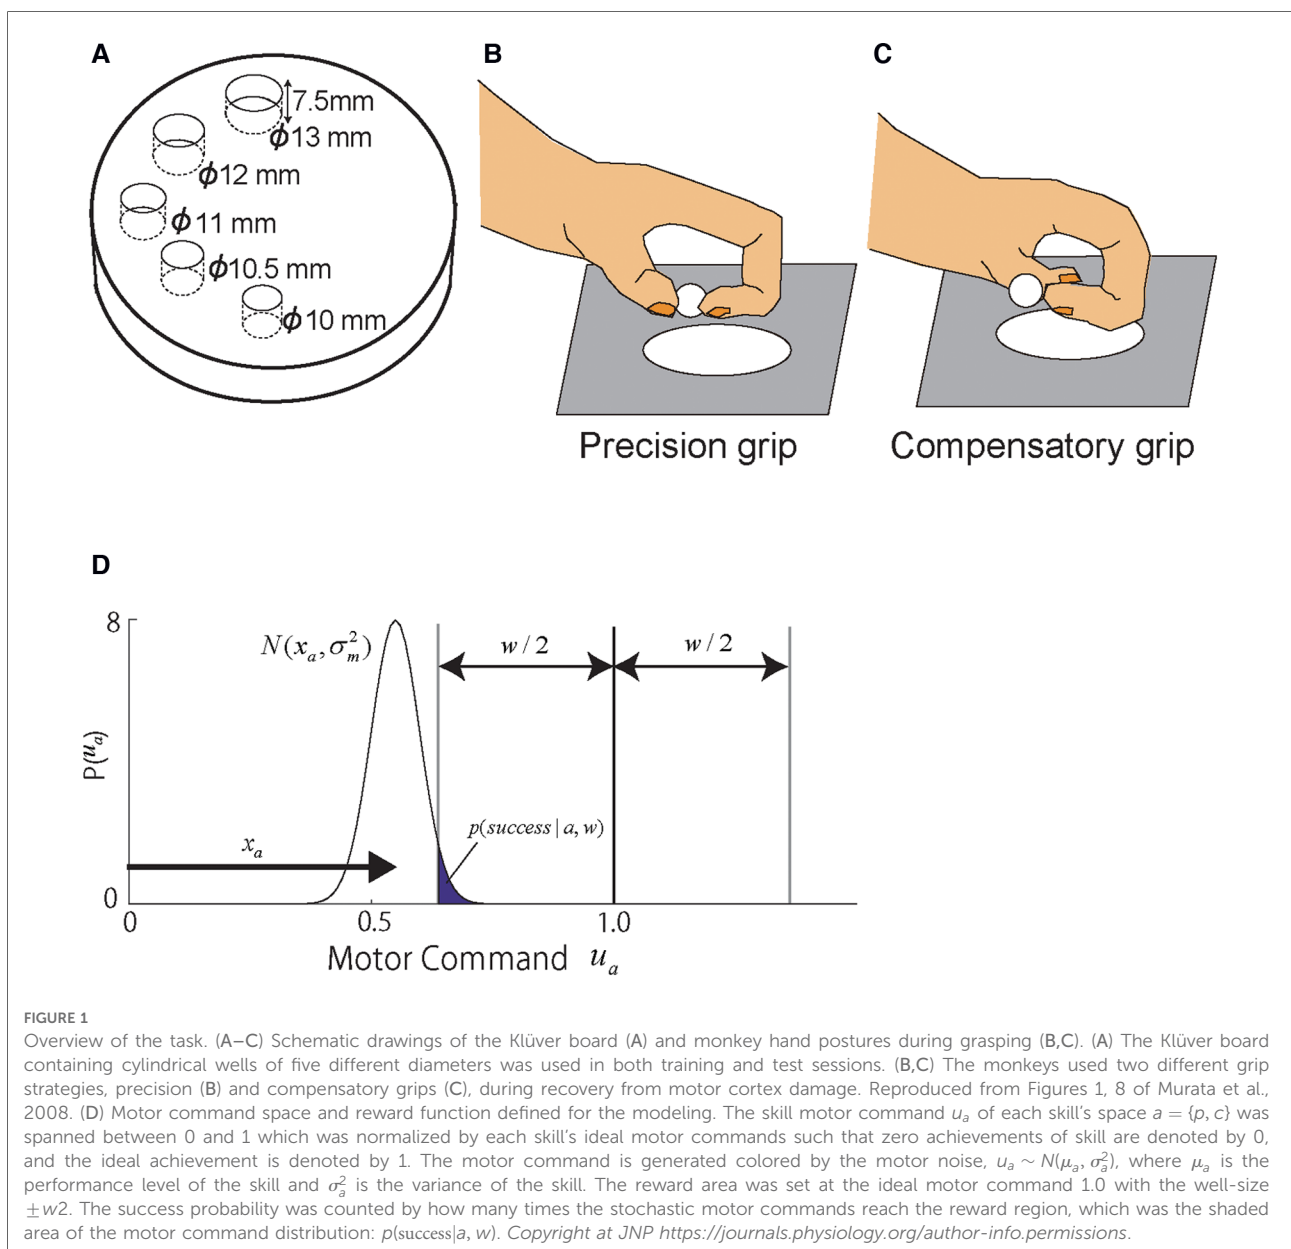 A
7.5mm
ϕ13 mm
ϕ12 mm
ϕ11 mm
ϕ10.5 mm
ϕ10 mm
B
Precision grip
C
Compensatory grip
D
8
N(x_a, σ²_m)
w / 2
w / 2
P(u_a)
p(success | a, w)
x_a
0
0
0.5
1.0
Motor Command u_a
FIGURE 1
Overview of the task. (A–C) Schematic drawings of the Klüver board (A) and monkey hand postures during grasping (B,C). (A) The Klüver board
containing cylindrical wells of five different diameters was used in both training and test sessions. (B,C) The monkeys used two different grip
strategies, precision (B) and compensatory grips (C), during recovery from motor cortex damage. Reproduced from Figures 1, 8 of Murata et al.,
2008. (D) Motor command space and reward function defined for the modeling. The skill motor command u_a of each skill's space a = {p, c} was
spanned between 0 and 1 which was normalized by each skill's ideal motor commands such that zero achievements of skill are denoted by 0,
and the ideal achievement is denoted by 1. The motor command is generated colored by the motor noise, u_a ∼ N(μ_a, σ²_a), where μ_a is the
performance level of the skill and σ²_a is the variance of the skill. The reward area was set at the ideal motor command 1.0 with the well-size
±w2. The success probability was counted by how many times the stochastic motor commands reach the reward region, which was the shaded
area of the motor command distribution: p(success|a, w). Copyright at JNP https://journals.physiology.org/author-info.permissions.